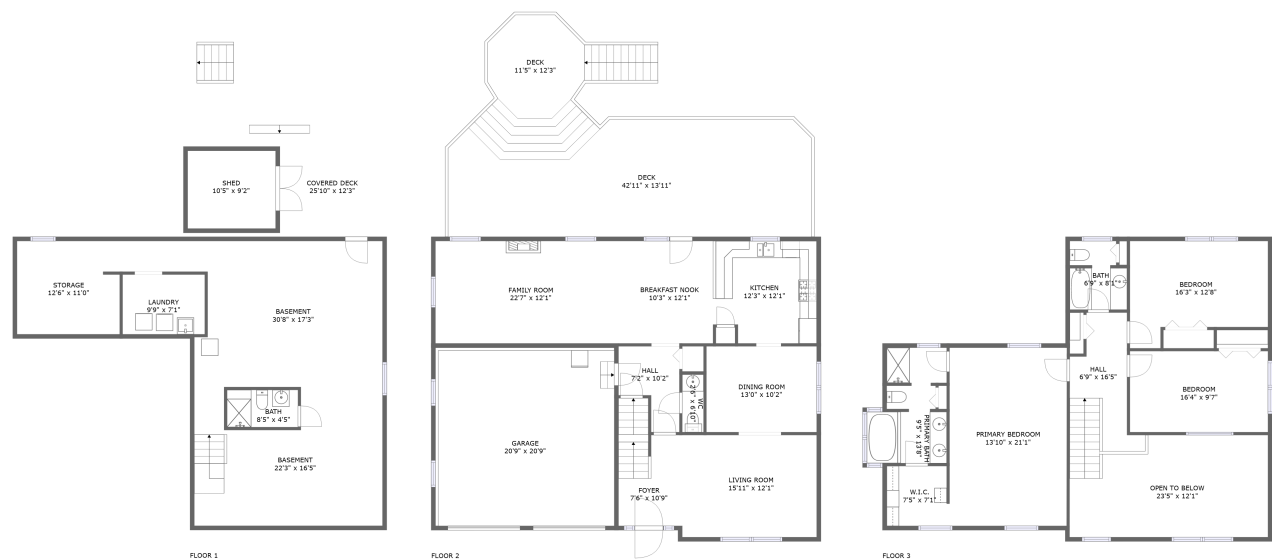 SHED
10'5" x 9'2"
COVERED DECK
25'10" x 12'3"
STORAGE
12'6" x 11'0"
LAUNDRY
9'9" x 7'1"
BASEMENT
30'8" x 17'3"
BATH
8'5" x 4'5"
BASEMENT
22'3" x 16'5"
FLOOR 1
DECK
11'5" x 12'3"
DECK
42'11" x 13'11"
FAMILY ROOM
22'7" x 12'1"
BREAKFAST NOOK
10'3" x 12'1"
KITCHEN
12'3" x 12'1"
HALL
7'2" x 10'2"
WC
2'6" x 6'10"
DINING ROOM
13'0" x 10'2"
GARAGE
20'9" x 20'9"
FOYER
7'6" x 10'9"
LIVING ROOM
15'11" x 12'1"
FLOOR 2
BATH
6'9" x 8'1"
BEDROOM
16'3" x 12'8"
HALL
6'9" x 16'5"
BEDROOM
16'4" x 9'7"
PRIMARY BATH
9'5" x 13'8"
PRIMARY BEDROOM
13'10" x 21'1"
W.I.C.
7'5" x 7'1"
OPEN TO BELOW
23'5" x 12'1"
FLOOR 3